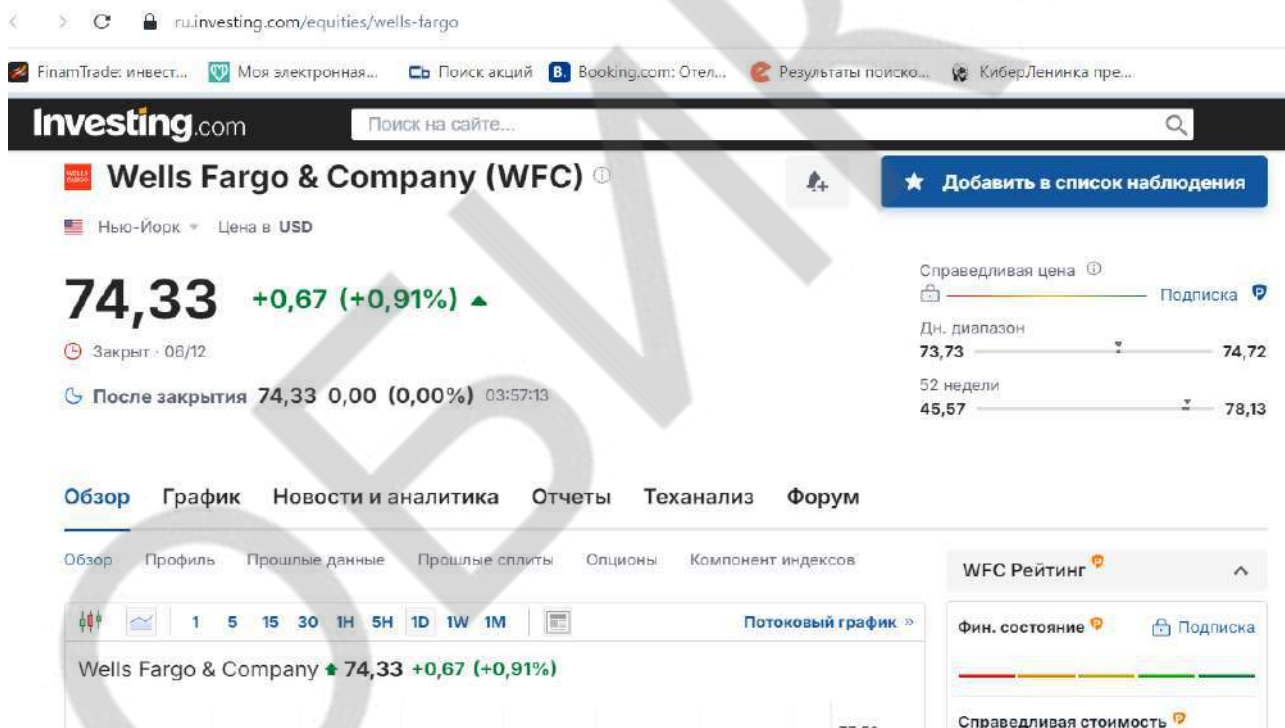 ru.investing.com/equities/wells-fargo
FinamTrade: инвест... Моя электронная... Поиск акций B. Booking.com: Отел... Результаты поиско... КиберЛенинка пре...
Investing.com Поиск на сайте...
WELLS FARGO Wells Fargo & Company (WFC)
Добавить в список наблюдения
Нью-Йорк Цена в USD
74,33 +0,67 (+0,91%)
Закрыт · 06/12
После закрытия 74,33 0,00 (0,00%) 03:57:13
Справедливая цена
Подписка
Дн. диапазон
73,73 74,72
52 недели
45,57 78,13
Обзор График Новости и аналитика Отчеты Теханализ Форум
Обзор Профиль Прошлые данные Прошлые сплиты Опционы Компонент индексов
1 5 15 30 1H 5H 1D 1W 1M Потоковый график »
Wells Fargo & Company 74,33 +0,67 (+0,91%)
WFC Рейтинг
Фин. состояние Подписка
Справедливая стоимость